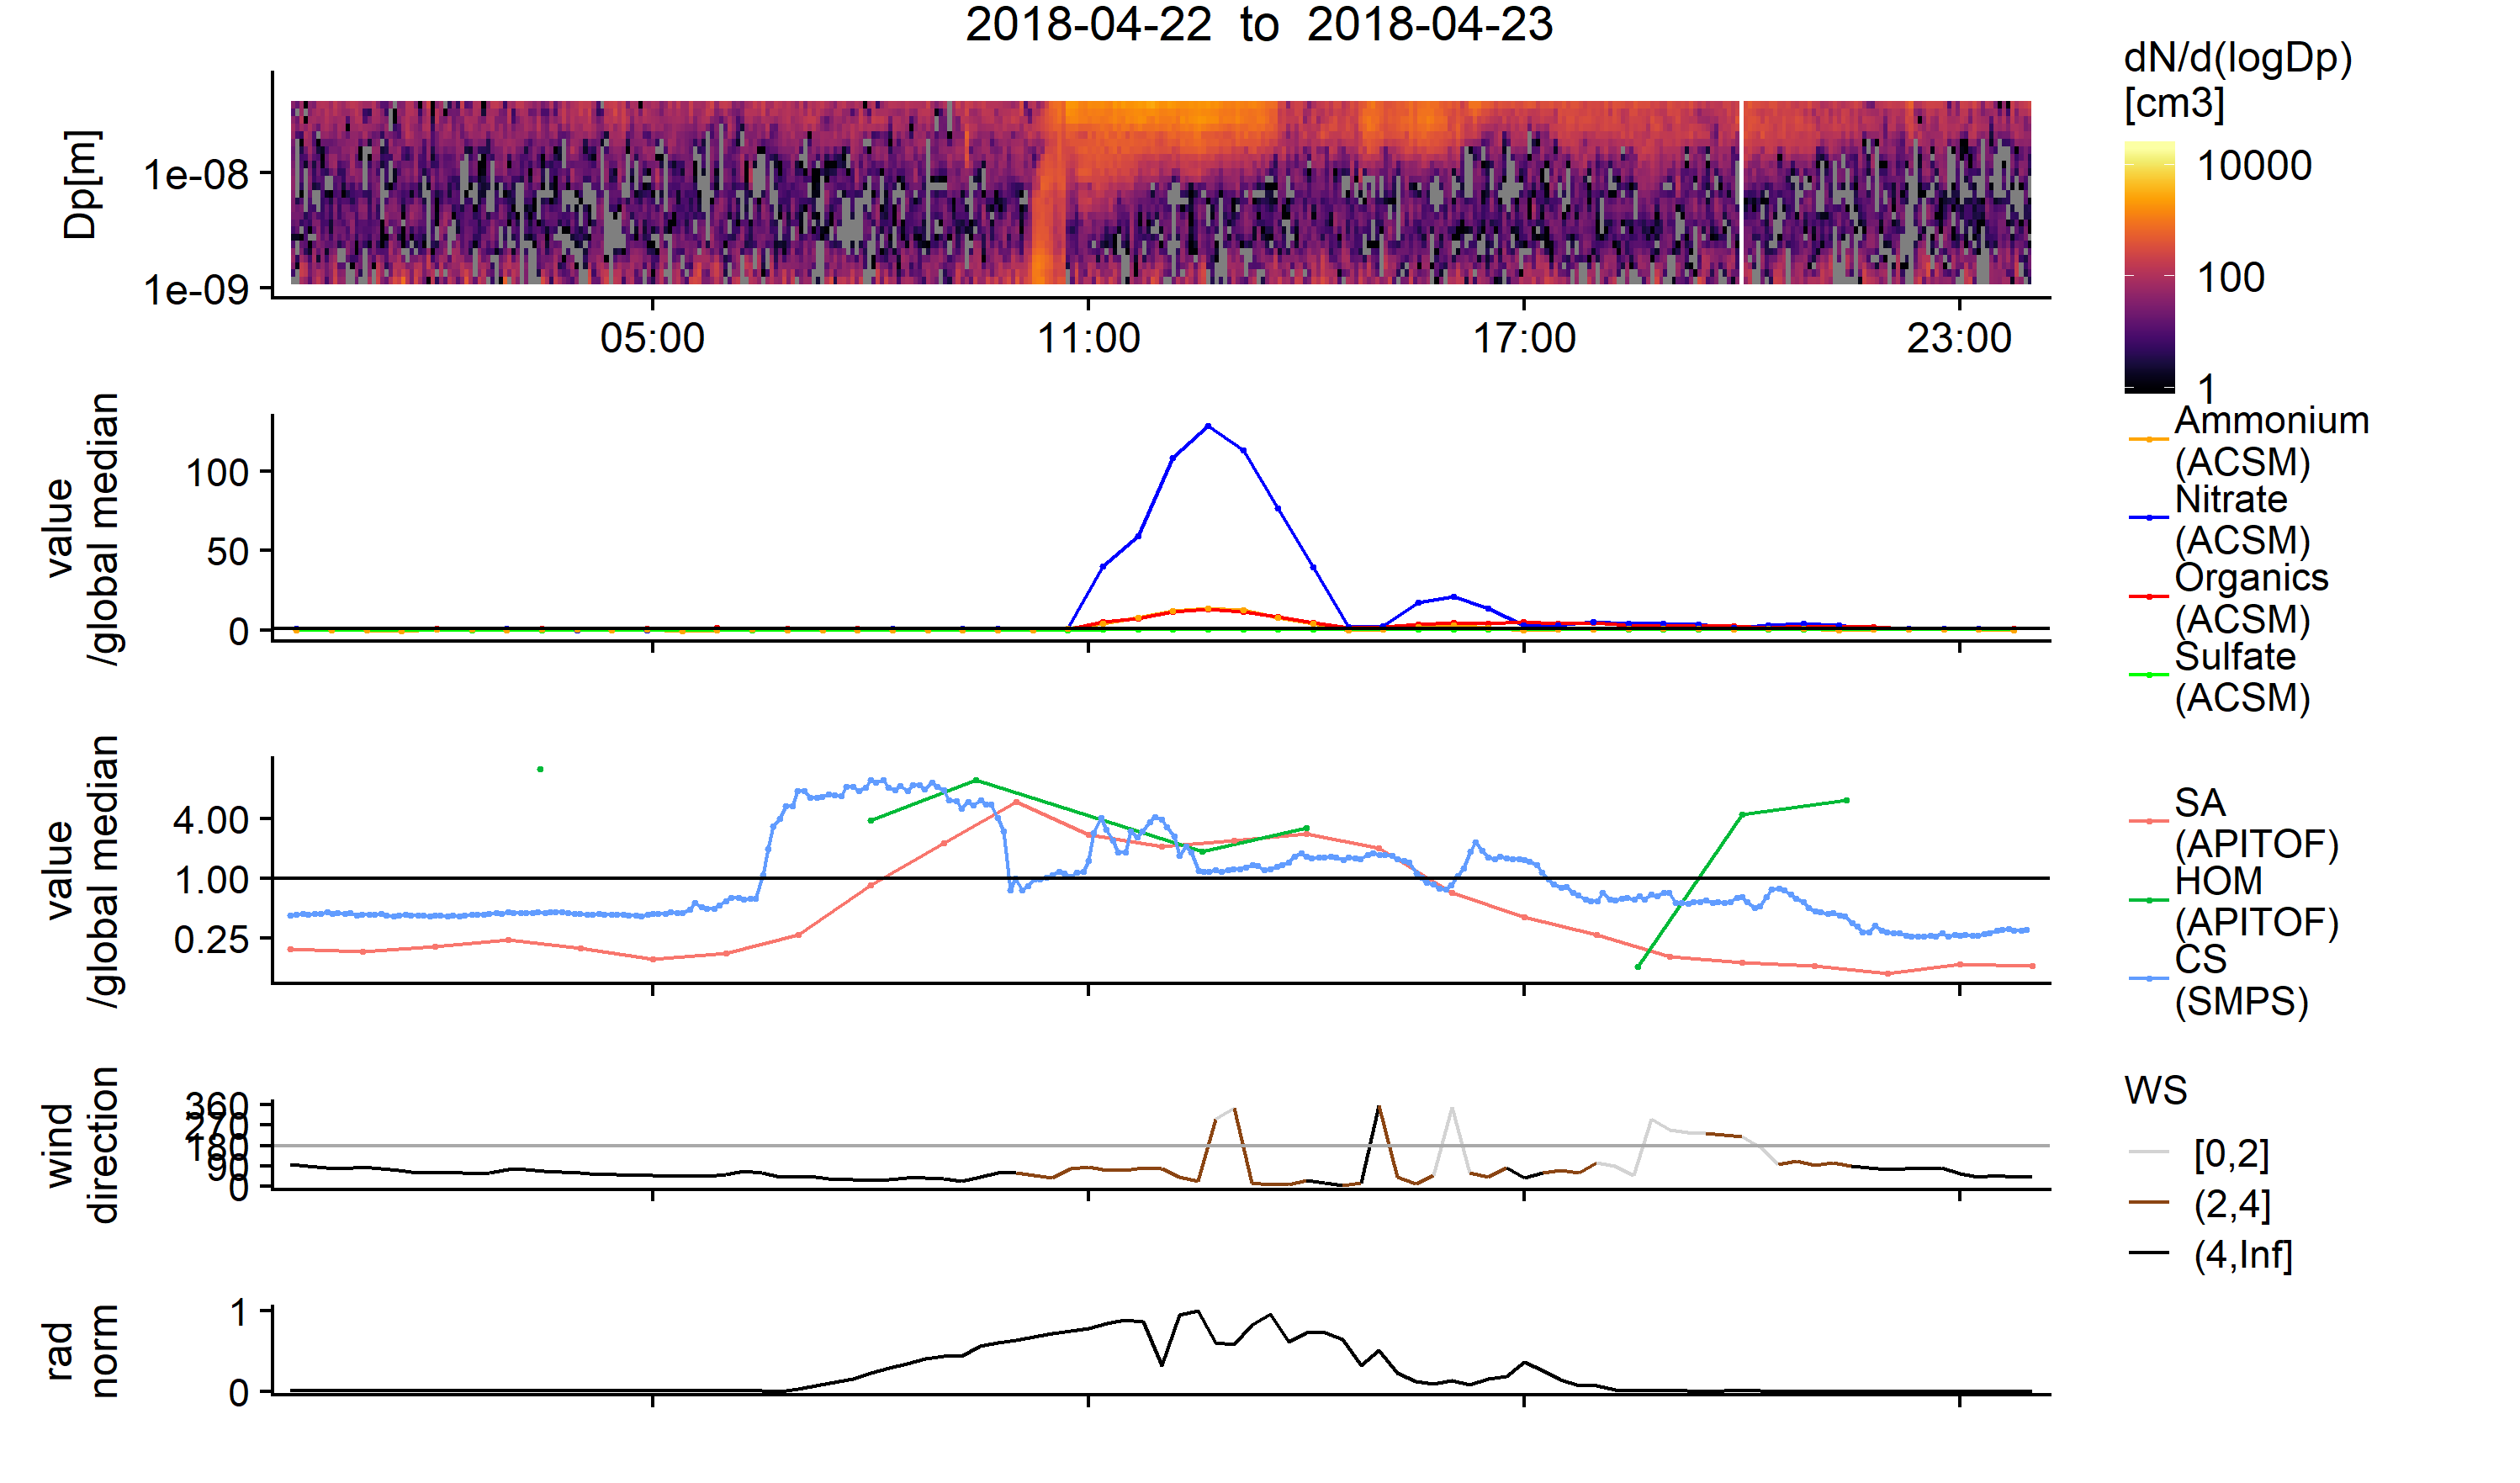 2018-04-22 to 2018-04-23
Dp[m]
1e-08
1e-09
05:00
11:00
17:00
23:00
dN/d(logDp)
[cm3]
10000
100
1
value
/global median
100
50
0
Ammonium
(ACSM)
Nitrate
(ACSM)
Organics
(ACSM)
Sulfate
(ACSM)
value
/global median
4.00
1.00
0.25
SA
(APITOF)
HOM
(APITOF)
CS
(SMPS)
wind
direction
360
270
180
90
0
WS
[0,2]
(2,4]
(4,Inf]
rad
norm
1
0